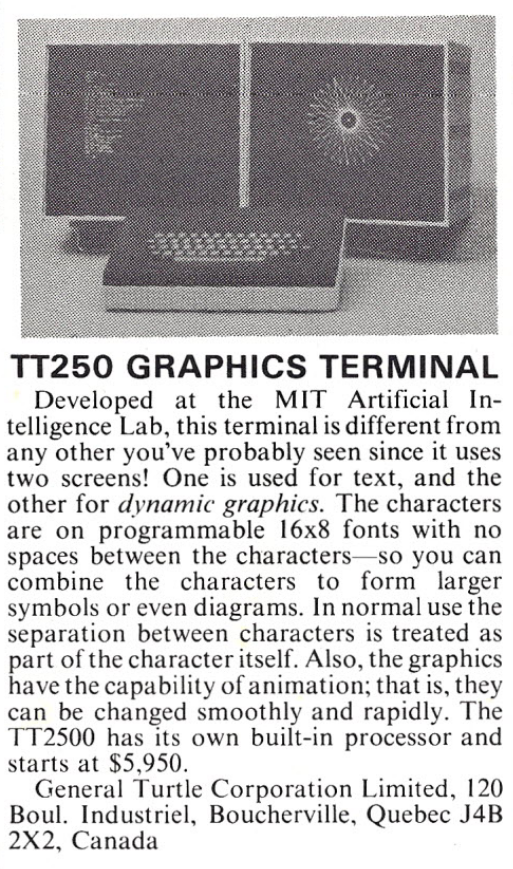 TT250 GRAPHICS TERMINAL
Developed at the MIT Artificial In-
telligence Lab, this terminal is different from
any other you've probably seen since it uses
two screens! One is used for text, and the
other for dynamic graphics. The characters
are on programmable 16x8 fonts with no
spaces between the characters—so you can
combine the characters to form larger
symbols or even diagrams. In normal use the
separation between characters is treated as
part of the character itself. Also, the graphics
have the capability of animation; that is, they
can be changed smoothly and rapidly. The
TT2500 has its own built-in processor and
starts at $5,950.
General Turtle Corporation Limited, 120
Boul. Industriel, Boucherville, Quebec J4B
2X2, Canada